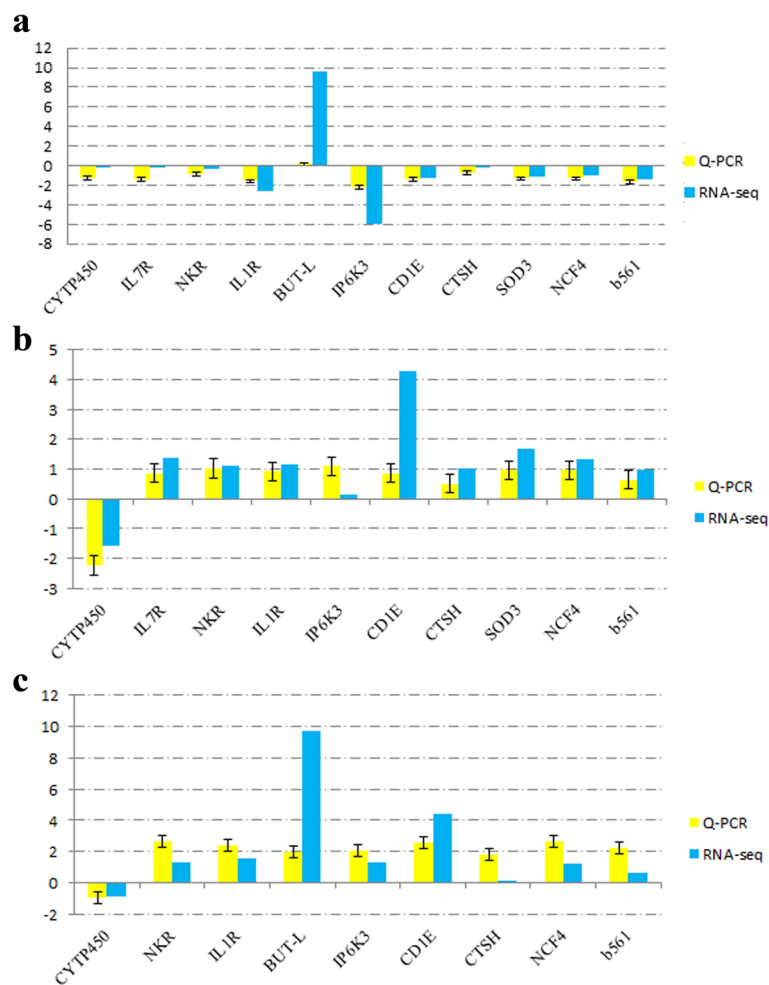 a
12
10
8
6
4
2
0
-2
-4
-6
-8
CYTP450 IL7R NKR IL1R BUT-L IP6K3 CD1E CTSH SOD3 NCF4 b561
Q-PCR
RNA-seq
b
5
4
3
2
1
0
-1
-2
-3
CYTP450 IL7R NKR IL1R IP6K3 CD1E CTSH SOD3 NCF4 b561
Q-PCR
RNA-seq
c
12
10
8
6
4
2
0
-2
CYTP450 NKR IL1R BUT-L IP6K3 CD1E CTSH NCF4 b561
Q-PCR
RNA-seq